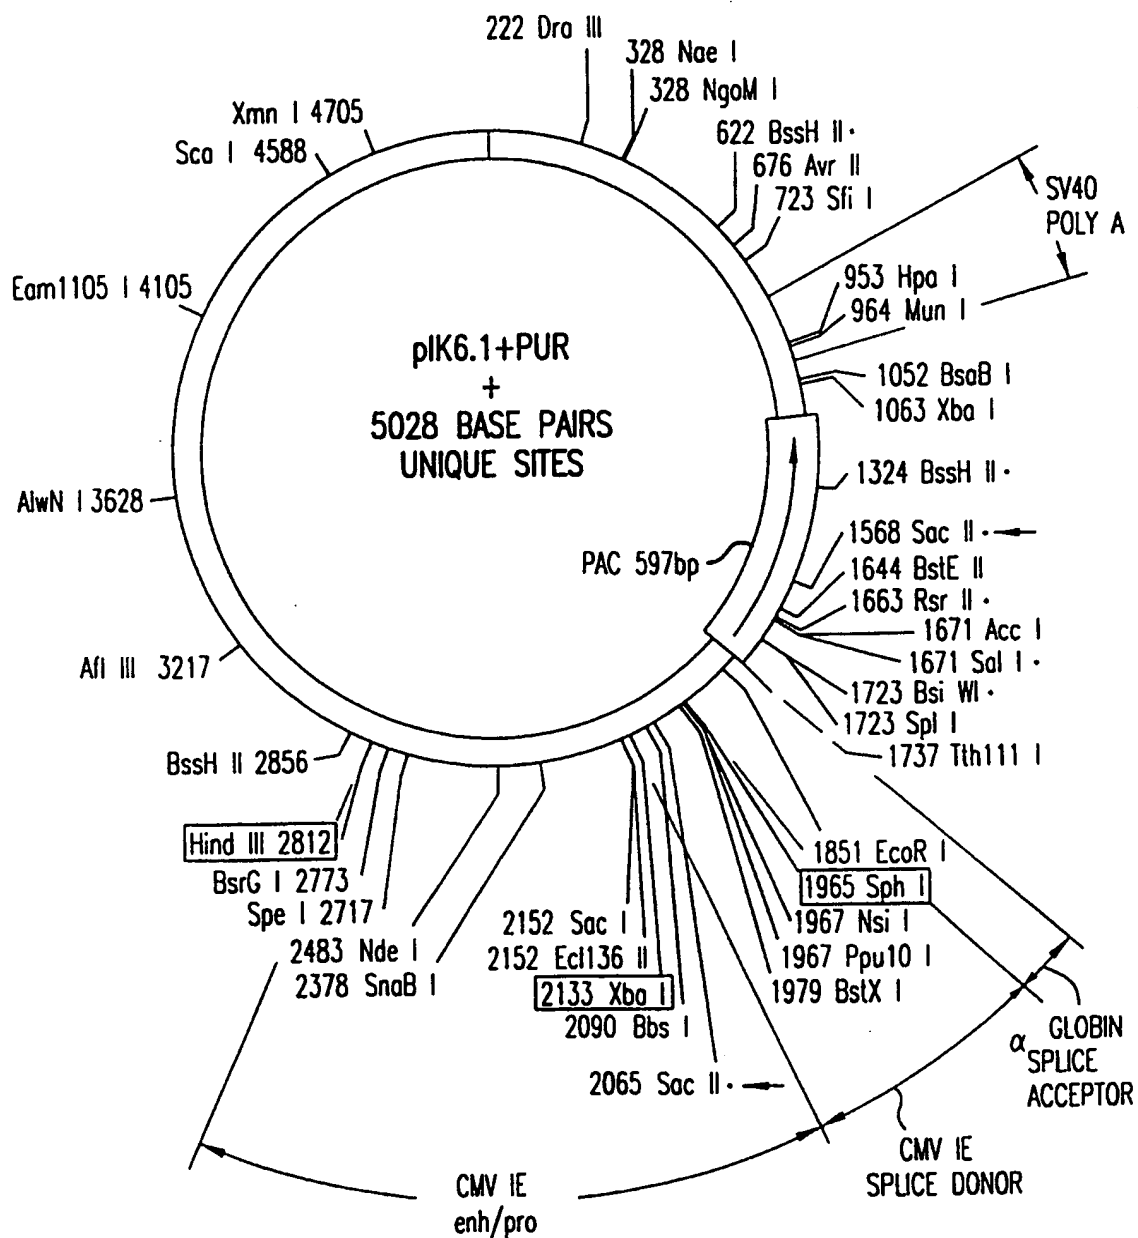 222 Dra III
328 Nae I
328 NgoM I
622 BssH II·
676 Avr II
723 Sfi I
SV40
POLY A
953 Hpa I
964 Mun I
1052 BsaB I
1063 Xba I
1324 BssH II·
1568 Sac II·
1644 BstE II
1663 Rsr II·
1671 Acc I
1671 Sal I·
1723 Bsi WI·
1723 Spl I
1737 Tth111 I
1851 EcoR I
1965 Sph I
1967 Nsi I
1967 Ppu10 I
1979 BstX I
α GLOBIN
SPLICE
ACCEPTOR
CMV IE
SPLICE DONOR
2065 Sac II·
2090 Bbs I
2133 Xba I
2152 Ecl136 II
2152 Sac I
CMV IE
enh/pro
2378 SnaB I
2483 Nde I
Spe I 2717
BsrG I 2773
Hind III 2812
BssH II 2856
Afl III 3217
AlwN I 3628
Eam1105 I 4105
Sca I 4588
Xmn I 4705
pIK6.1+PUR
+
5028 BASE PAIRS
UNIQUE SITES
PAC 597bp